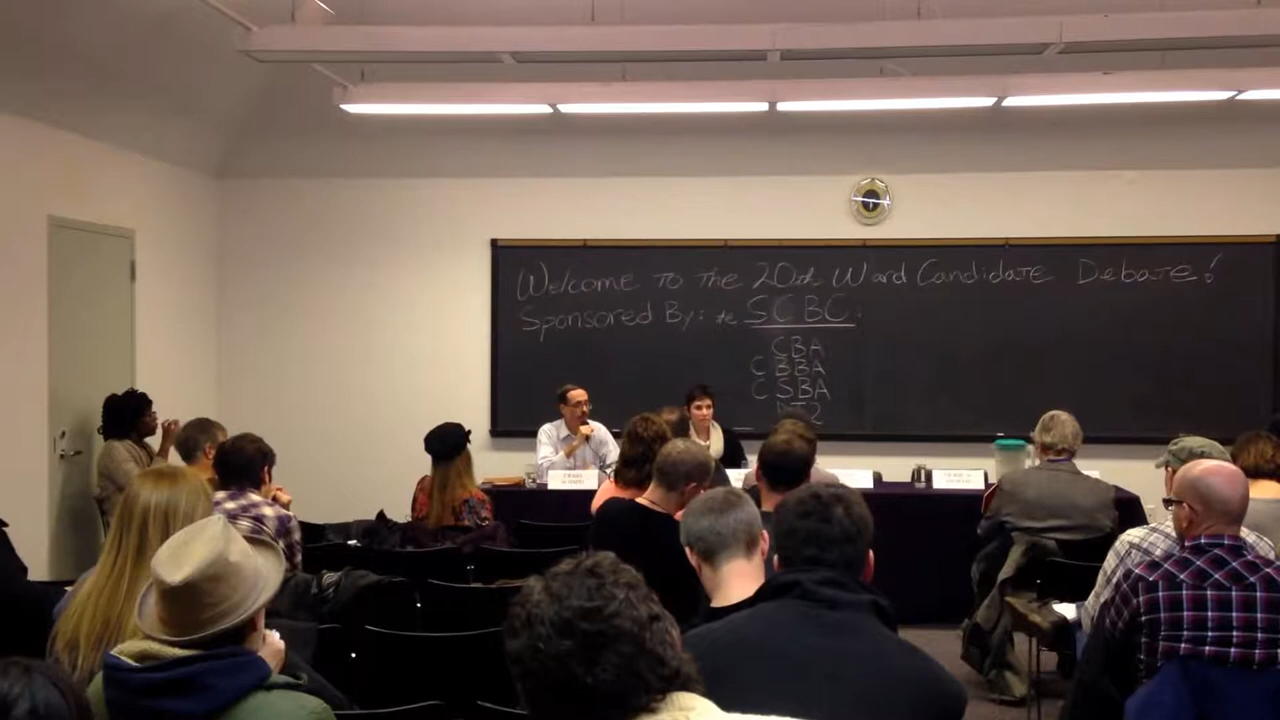 Welcome To The 20th Ward Candidate Debate!
Sponsored By: the SCBC:
CBA
CBBA
CSBA